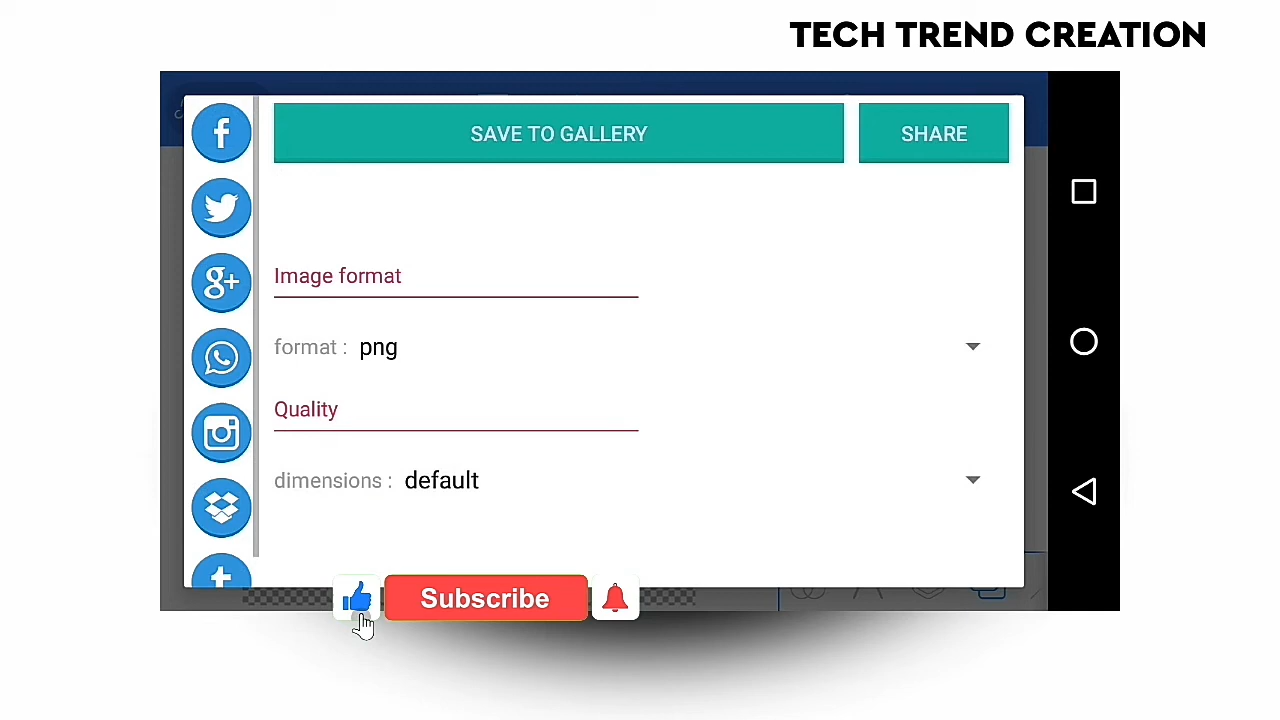 TECH TREND CREATION
SAVE TO GALLERY
SHARE
Image format
format : png
Quality
dimensions : default
Subscribe